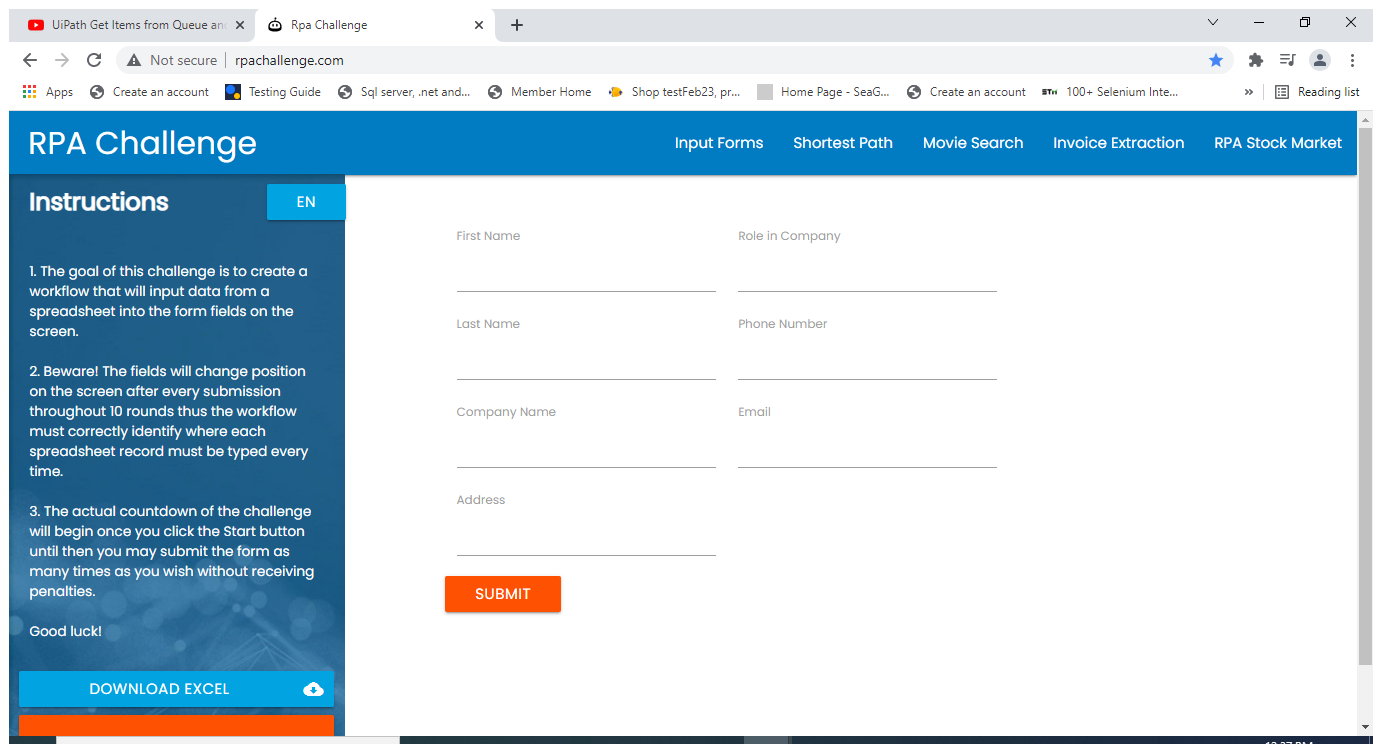 UiPath Get Items from Queue an
Rpa Challenge
Not secure
rpachallenge.com
Apps
Create an account
Testing Guide
Sql server, .net and...
Member Home
Shop testFeb23, pr...
Home Page - SeaG...
Create an account
STH
100+ Selenium Inte...
»
Reading list
RPA Challenge
Input Forms
Shortest Path
Movie Search
Invoice Extraction
RPA Stock Market
Instructions
EN
1. The goal of this challenge is to create a
workflow that will input data from a
spreadsheet into the form fields on the
screen.
2. Beware! The fields will change position
on the screen after every submission
throughout 10 rounds thus the workflow
must correctly identify where each
spreadsheet record must be typed every
time.
3. The actual countdown of the challenge
will begin once you click the Start button
until then you may submit the form as
many times as you wish without receiving
penalties.
Good luck!
DOWNLOAD EXCEL
First Name
Role in Company
Last Name
Phone Number
Company Name
Email
Address
SUBMIT